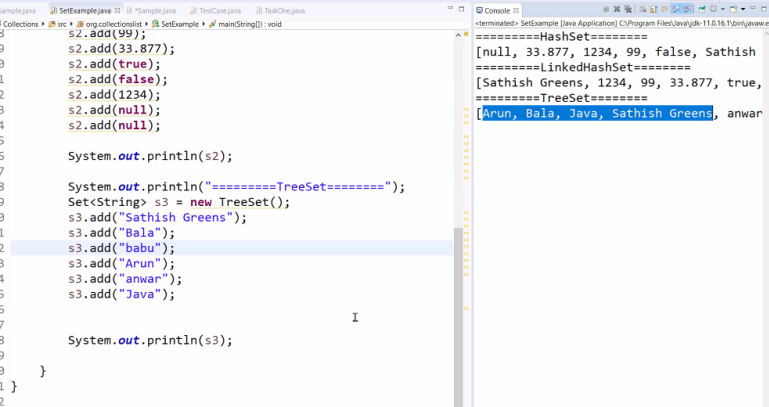 ample.java SetExample.java *Sample.java TestCase.java TaskOne.java
Collections src org.collectionslist SetExample main(String[]) : void
s2.add(99);
s2.add(33.877);
s2.add(true);
s2.add(false);
s2.add(1234);
s2.add(null);
s2.add(null);
System.out.println(s2);
System.out.println("=========TreeSet========");
Set<String> s3 = new TreeSet();
s3.add("Sathish Greens");
s3.add("Bala");
s3.add("babu");
s3.add("Arun");
s3.add("anwar");
s3.add("Java");
System.out.println(s3);
}
}
Console
<terminated> SetExample [Java Application] C:\Program Files\Java\jdk-11.0.16.1\bin\javaw.e
=========HashSet========
[null, 33.877, 1234, 99, false, Sathish
=========LinkedHashSet========
[Sathish Greens, 1234, 99, 33.877, true,
=========TreeSet========
[Arun, Bala, Java, Sathish Greens, anwar